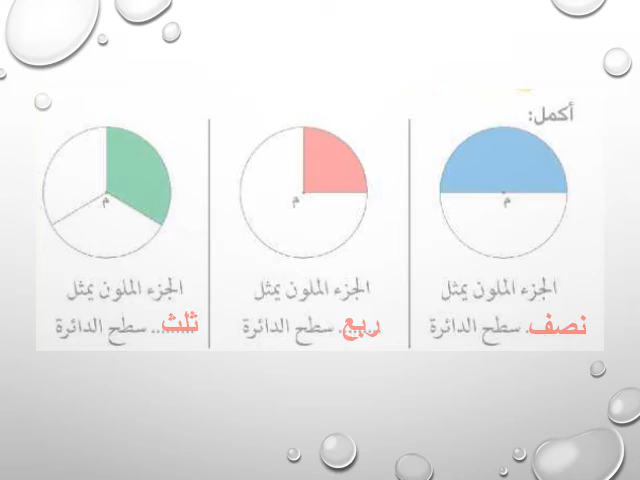 أكمل:
م
الجزء الملون يمثل
نصف .. سطح الدائرة
م
الجزء الملون يمثل
ربع ..... سطح الدائرة
م
الجزء الملون يمثل
ثلث ......... سطح الدائرة